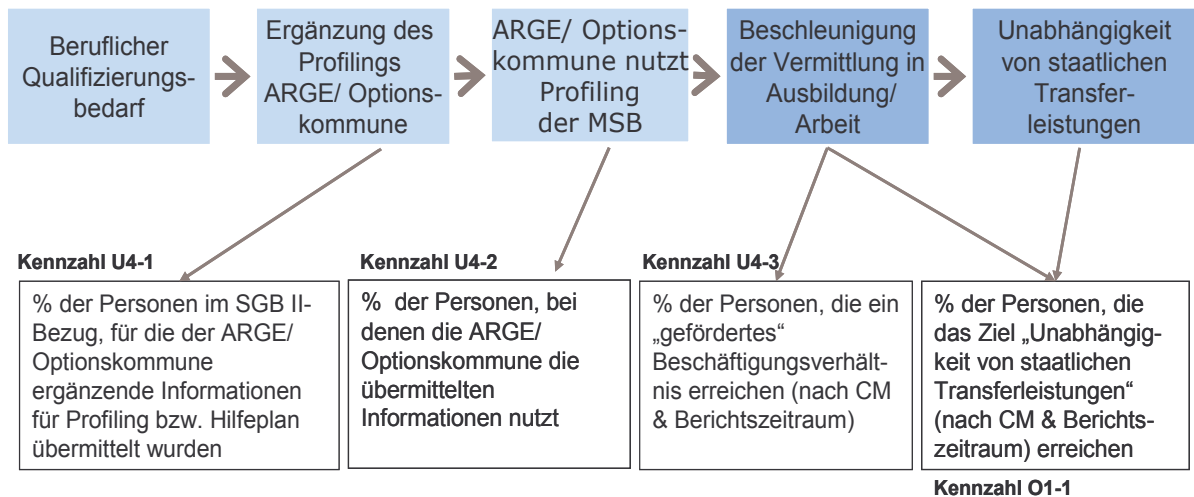 Beruflicher
Qualifizierungs-
bedarf
Ergänzung des
Profilings
ARGE/ Options-
kommune
ARGE/ Options-
kommune nutzt
Profiling
der MSB
Beschleunigung
der Vermittlung in
Ausbildung/
Arbeit
Unabhängigkeit
von staatlichen
Transfer-
leistungen
Kennzahl U4-1
% der Personen im SGB II-
Bezug, für die der ARGE/
Optionskommune
ergänzende Informationen
für Profiling bzw. Hilfeplan
übermittelt wurden
Kennzahl U4-2
% der Personen, bei
denen die ARGE/
Optionskommune die
übermittelten
Informationen nutzt
Kennzahl U4-3
% der Personen, die ein
„gefördertes“
Beschäftigungsverhält-
nis erreichen (nach CM
& Berichtszeitraum)
% der Personen, die
das Ziel „Unabhängig-
keit von staatlichen
Transferleistungen“
(nach CM & Berichts-
zeitraum) erreichen
Kennzahl O1-1